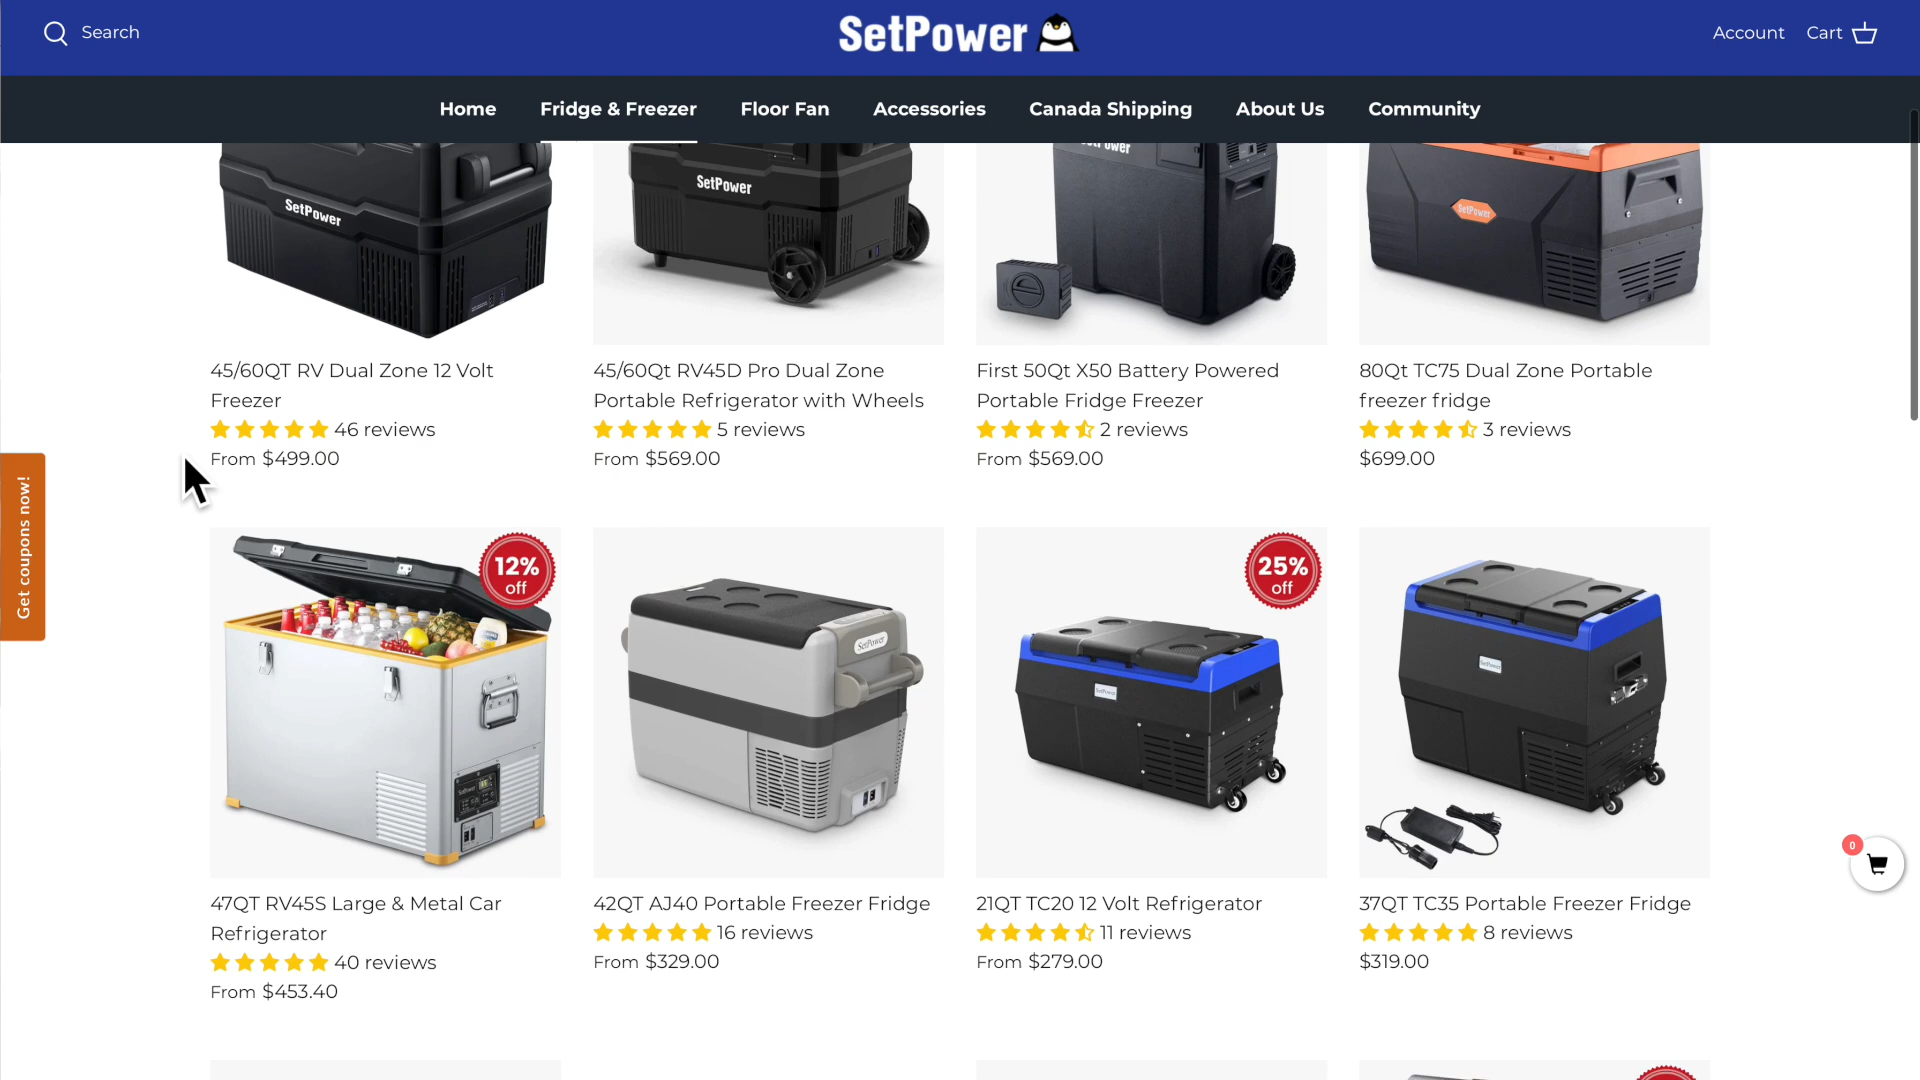 Search
SetPower
Account
Cart
Home
Fridge & Freezer
Floor Fan
Accessories
Canada Shipping
About Us
Community
SetPower
SetPower
SetPower
45/60QT RV Dual Zone 12 Volt
Freezer
46 reviews
From $499.00
45/60Qt RV45D Pro Dual Zone
Portable Refrigerator with Wheels
5 reviews
From $569.00
First 50Qt X50 Battery Powered
Portable Fridge Freezer
2 reviews
From $569.00
80Qt TC75 Dual Zone Portable
freezer fridge
3 reviews
$699.00
Get coupons now!
12%
off
SetPower
25%
off
SetPower
SetPower
SetPower
0
47QT RV45S Large & Metal Car
Refrigerator
40 reviews
From $453.40
42QT AJ40 Portable Freezer Fridge
16 reviews
From $329.00
21QT TC20 12 Volt Refrigerator
11 reviews
From $279.00
37QT TC35 Portable Freezer Fridge
8 reviews
$319.00